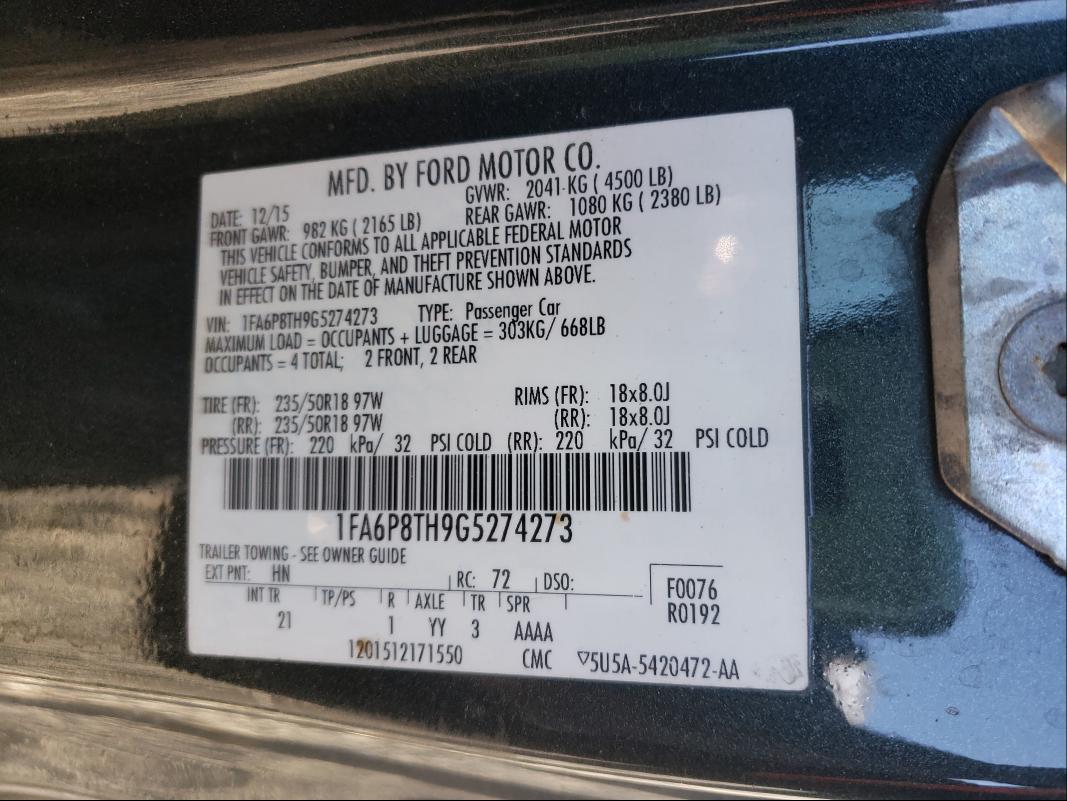 MFD. BY FORD MOTOR CO.
DATE: 12/15 GVWR: 2041 KG ( 4500 LB)
FRONT GAWR: 982 KG ( 2165 LB) REAR GAWR: 1080 KG ( 2380 LB)
THIS VEHICLE CONFORMS TO ALL APPLICABLE FEDERAL MOTOR
VEHICLE SAFETY, BUMPER, AND THEFT PREVENTION STANDARDS
IN EFFECT ON THE DATE OF MANUFACTURE SHOWN ABOVE.
VIN: 1FA6P8TH9G5274273 TYPE: Passenger Car
MAXIMUM LOAD = OCCUPANTS + LUGGAGE = 303KG/ 668LB
OCCUPANTS = 4 TOTAL; 2 FRONT, 2 REAR
TIRE (FR): 235/50R18 97W RIMS (FR): 18x8.0J
(RR): 235/50R18 97W (RR): 18x8.0J
PRESSURE (FR): 220 kPa/ 32 PSI COLD (RR): 220 kPa/ 32 PSI COLD
1FA6P8TH9G5274273
TRAILER TOWING - SEE OWNER GUIDE
EXT PNT: HN RC: 72 DSO: F0076
INT TR TP/PS R AXLE TR SPR R0192
21 1 YY 3 AAAA
1201512171550 CMC ▽5U5A-5420472-AA